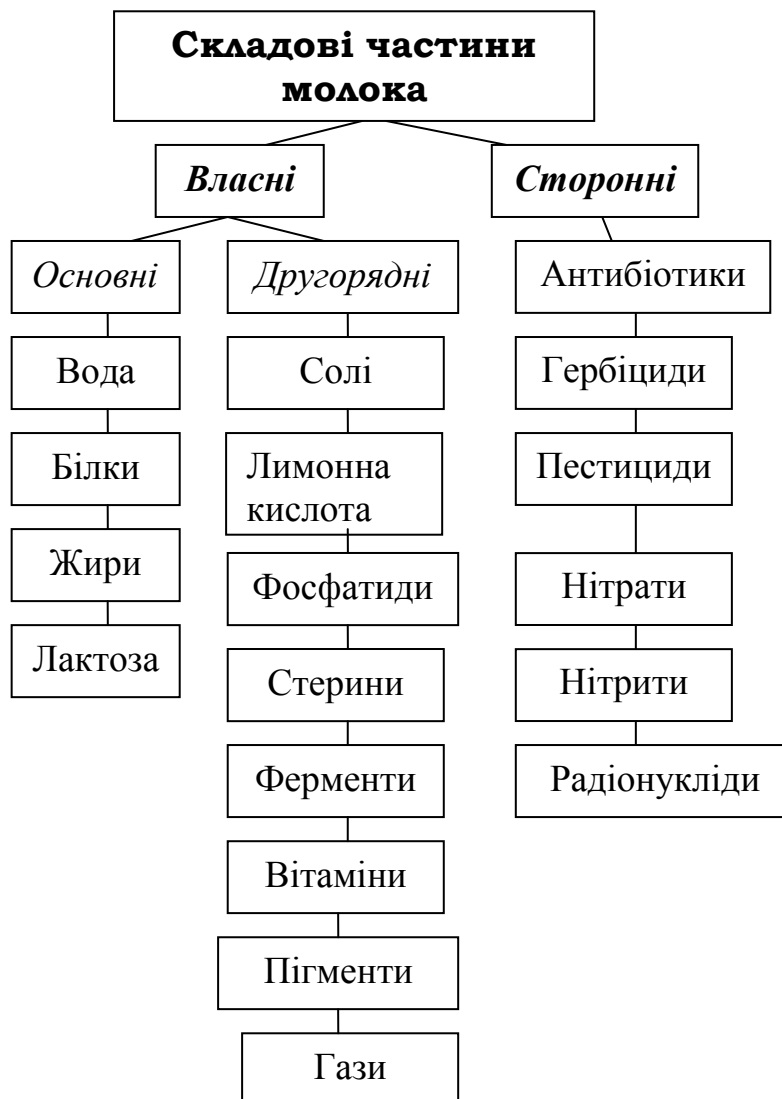 Складові частини
молока
Власні
Сторонні
Основні
Другорядні
Антибіотики
Вода
Солі
Гербіциди
Білки
Лимонна
кислота
Пестициди
Жири
Фосфатиди
Нітрати
Лактоза
Стерини
Нітрити
Ферменти
Радіонукліди
Вітаміни
Пігменти
Гази